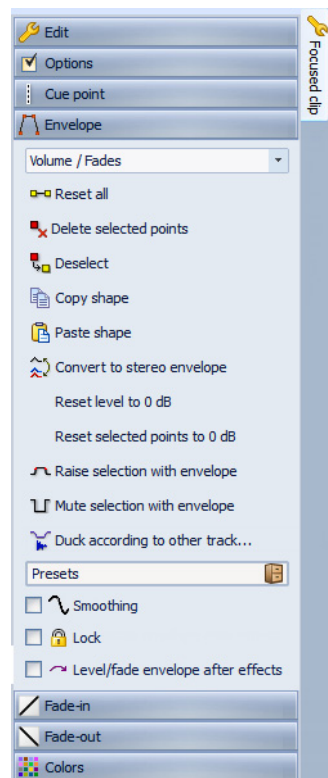 Edit
Focused clip
Options
Cue point
Envelope
Volume / Fades
Reset all
Delete selected points
Deselect
Copy shape
Paste shape
Convert to stereo envelope
Reset level to 0 dB
Reset selected points to 0 dB
Raise selection with envelope
Mute selection with envelope
Duck according to other track...
Presets
Smoothing
Lock
Level/fade envelope after effects
Fade-in
Fade-out
Colors